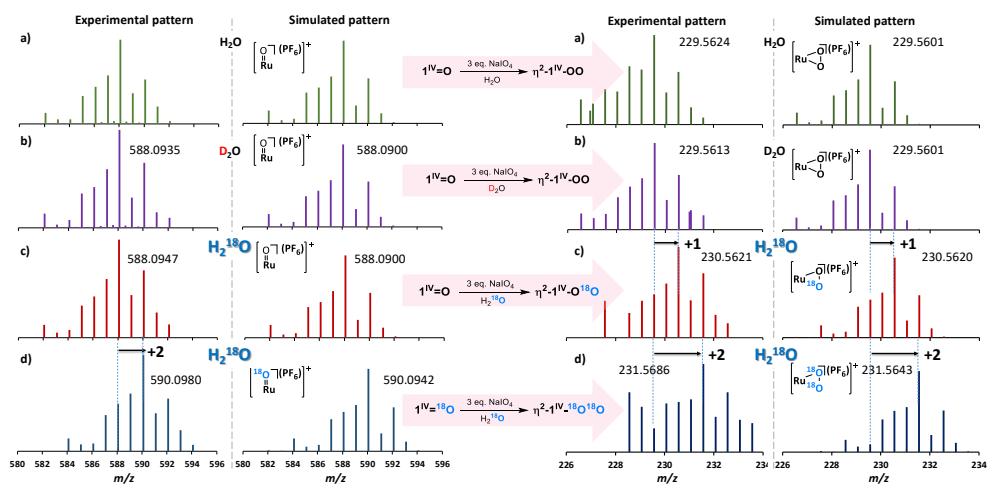 Experimental pattern
Simulated pattern
Experimental pattern
Simulated pattern
a)
H₂O
[Ru=O](PF₆)]⁺
1ᴵⱽ=O
3 eq. NaIO₄
H₂O
η²-1ᴵⱽ-OO
a)
229.5624
H₂O
[Ru O O](PF₆)]⁺
229.5601
b)
588.0935
D₂O
[Ru=O](PF₆)]⁺
588.0900
1ᴵⱽ=O
3 eq. NaIO₄
D₂O
η²-1ᴵⱽ-OO
b)
229.5613
D₂O
[Ru O O](PF₆)]⁺
229.5601
c)
588.0947
H₂¹⁸O
[Ru=O](PF₆)]⁺
588.0900
1ᴵⱽ=O
3 eq. NaIO₄
H₂¹⁸O
η²-1ᴵⱽ-O¹⁸O
c)
+1
230.5621
H₂¹⁸O
[Ru O ¹⁸O](PF₆)]⁺
+1
230.5620
d)
+2
590.0980
H₂¹⁸O
[Ru=¹⁸O](PF₆)]⁺
590.0942
1ᴵⱽ=¹⁸O
3 eq. NaIO₄
H₂¹⁸O
η²-1ᴵⱽ-¹⁸O¹⁸O
d)
+2
231.5686
H₂¹⁸O
[Ru ¹⁸O ¹⁸O](PF₆)]⁺
+2
231.5643
580 582 584 586 588 590 592 594 596
580 582 584 586 588 590 592 594 596
226 228 230 232 234
226 228 230 232 234
m/z
m/z
m/z
m/z